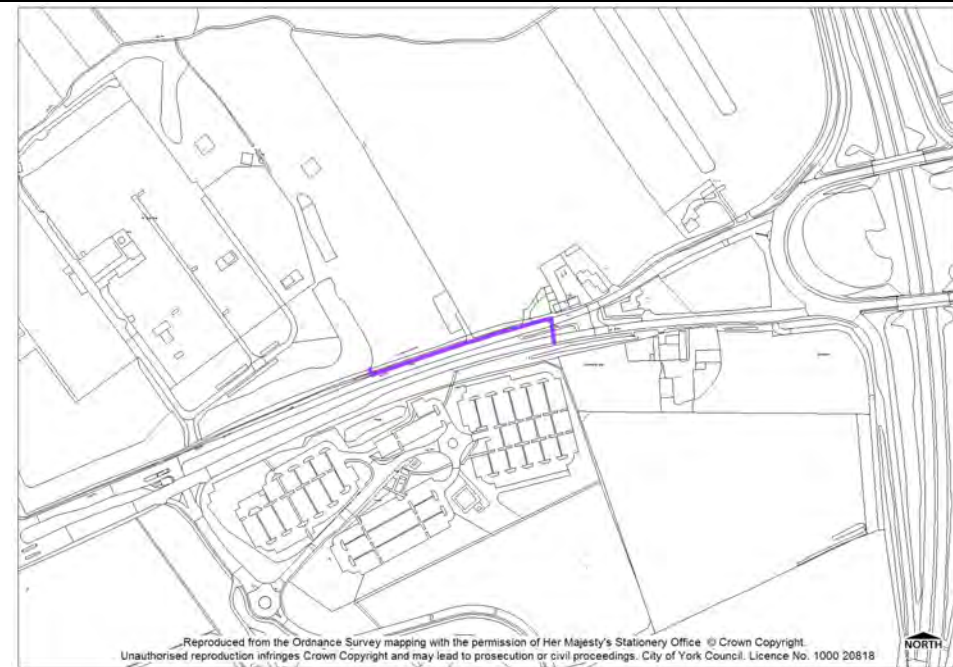 Reproduced from the Ordnance Survey mapping with the permission of Her Majesty's Stationery Office © Crown Copyright.
Unauthorised reproduction infringes Crown Copyright and may lead to prosecution or civil proceedings. City of York Council. Licence No. 1000 20818
NORTH